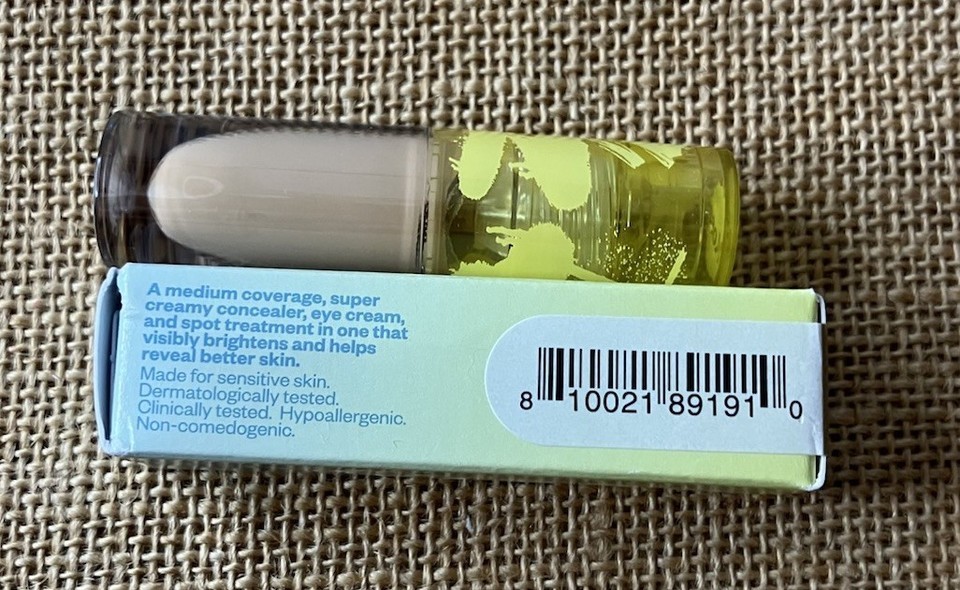 A medium coverage, super
creamy concealer, eye cream,
and spot treatment in one that
visibly brightens and helps
reveal better skin.
Made for sensitive skin.
Dermatologically tested.
Clinically tested. Hypoallergenic.
Non-comedogenic.
8 10021 89191 0